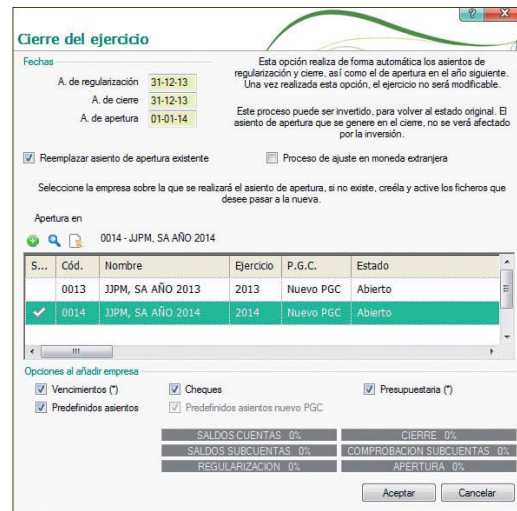 Cierre del ejercicio
Fechas
A. de regularización 31-12-13
A. de cierre 31-12-13
A. de apertura 01-01-14
Esta opción realiza de forma automática los asientos de
regularización y cierre, así como el de apertura en el año siguiente.
Una vez realizada esta opción, el ejercicio no será modificable.
Este proceso puede ser invertido, para volver al estado original. El
asiento de apertura que se genere en el cierre, no se verá afectado
por la inversión.
Reemplazar asiento de apertura existente
Proceso de ajuste en moneda extranjera
Seleccione la empresa sobre la que se realizará el asiento de apertura, si no existe, creéla y active los ficheros que
desee pasar a la nueva.
Apertura en
0014 - JJPM, SA AÑO 2014
S... Cód. Nombre Ejercicio P.G.C. Estado
0013 JJPM, SA AÑO 2013 2013 Nuevo PGC Abierto
0014 JJPM, SA AÑO 2014 2014 Nuevo PGC Abierto
Opciones al añadir empresa
Vencimientos (*) Cheques Presupuestaria (*)
Predefinidos asientos Predefinidos asientos nuevo PGC
SALDOS CUENTAS 0% CIERRE 0%
SALDOS SUBCUENTAS 0% COMPROBACION SUBCUENTAS 0%
REGULARIZACION 0% APERTURA 0%
Aceptar Cancelar